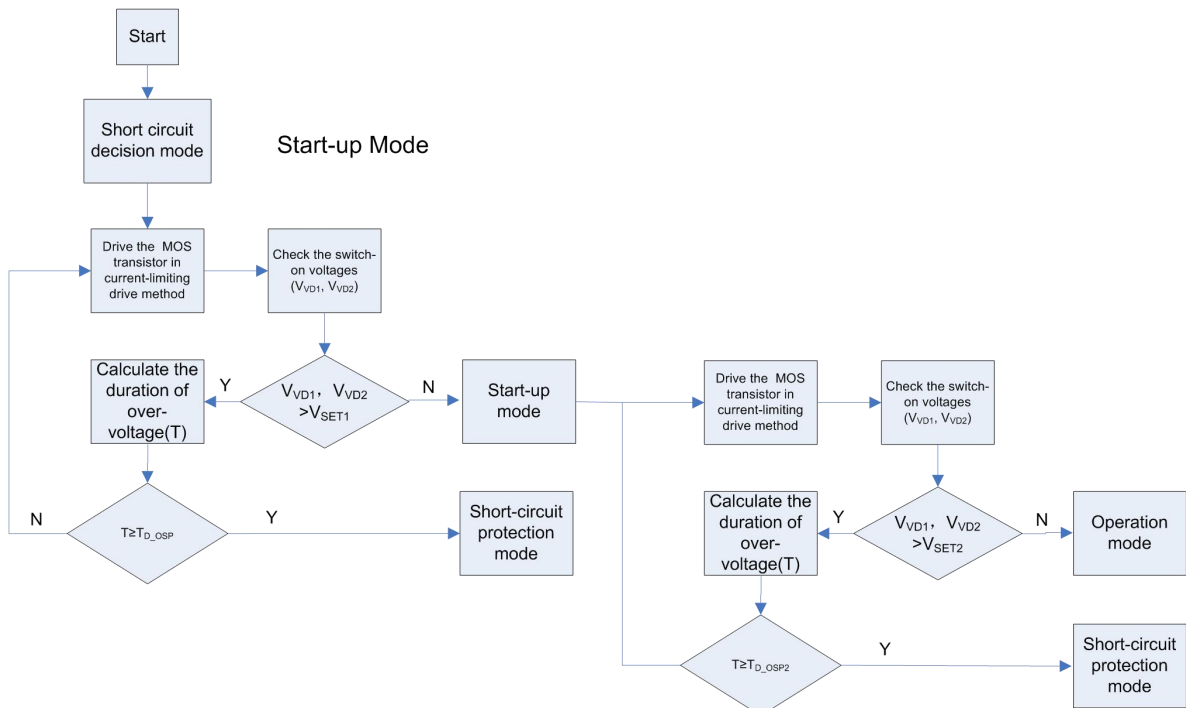 Start
Short circuit
decision mode
Start-up Mode
Drive the MOS
transistor in
current-limiting
drive method
Check the switch-
on voltages
(VVD1, VVD2)
Calculate the
duration of
over-
voltage(T)
Y
VVD1, VVD2
>VSET1
N
Start-up
mode
Drive the MOS
transistor in
current-limiting
drive method
Check the switch-
on voltages
(VVD1, VVD2)
N
T≥TD_OSP
Y
Short-circuit
protection
mode
Calculate the
duration of
over-
voltage(T)
Y
VVD1, VVD2
>VSET2
N
Operation
mode
T≥TD_OSP2
Y
Short-circuit
protection
mode